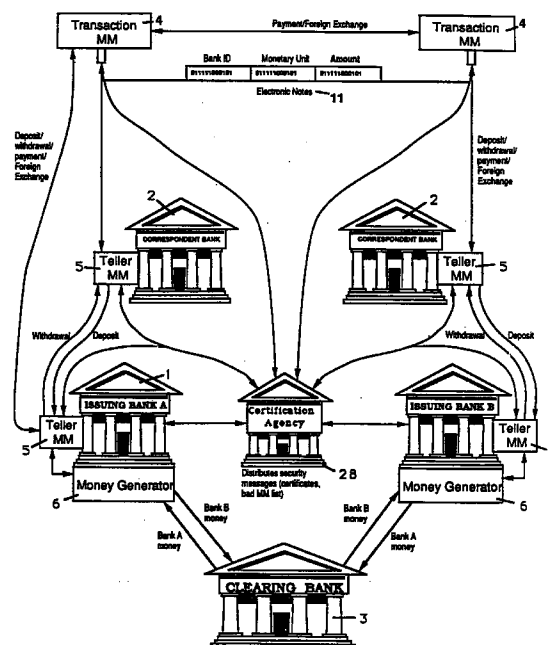 Transaction
MM
4
Payment/Foreign Exchange
Transaction
MM
4
Bank ID
Monetary Unit
Amount
Electronic Notes
11
Deposit/
withdrawal/
payment/
Foreign
Exchange
Deposit/
withdrawal/
payment/
Foreign
Exchange
2
CORRESPONDENT BANK
2
CORRESPONDENT BANK
5
Teller
MM
Teller
MM
5
Withdrawal
Deposit
Withdrawal
Deposit
1
ISSUING BANK A
Certification
Agency
ISSUING BANK B
Teller
MM
5
Teller
MM
Money Generator
6
Distributes security
messages (certificates,
bad MM list)
28
Money Generator
6
Bank B
money
Bank A
money
Bank B
money
Bank A
money
CLEARING BANK
3